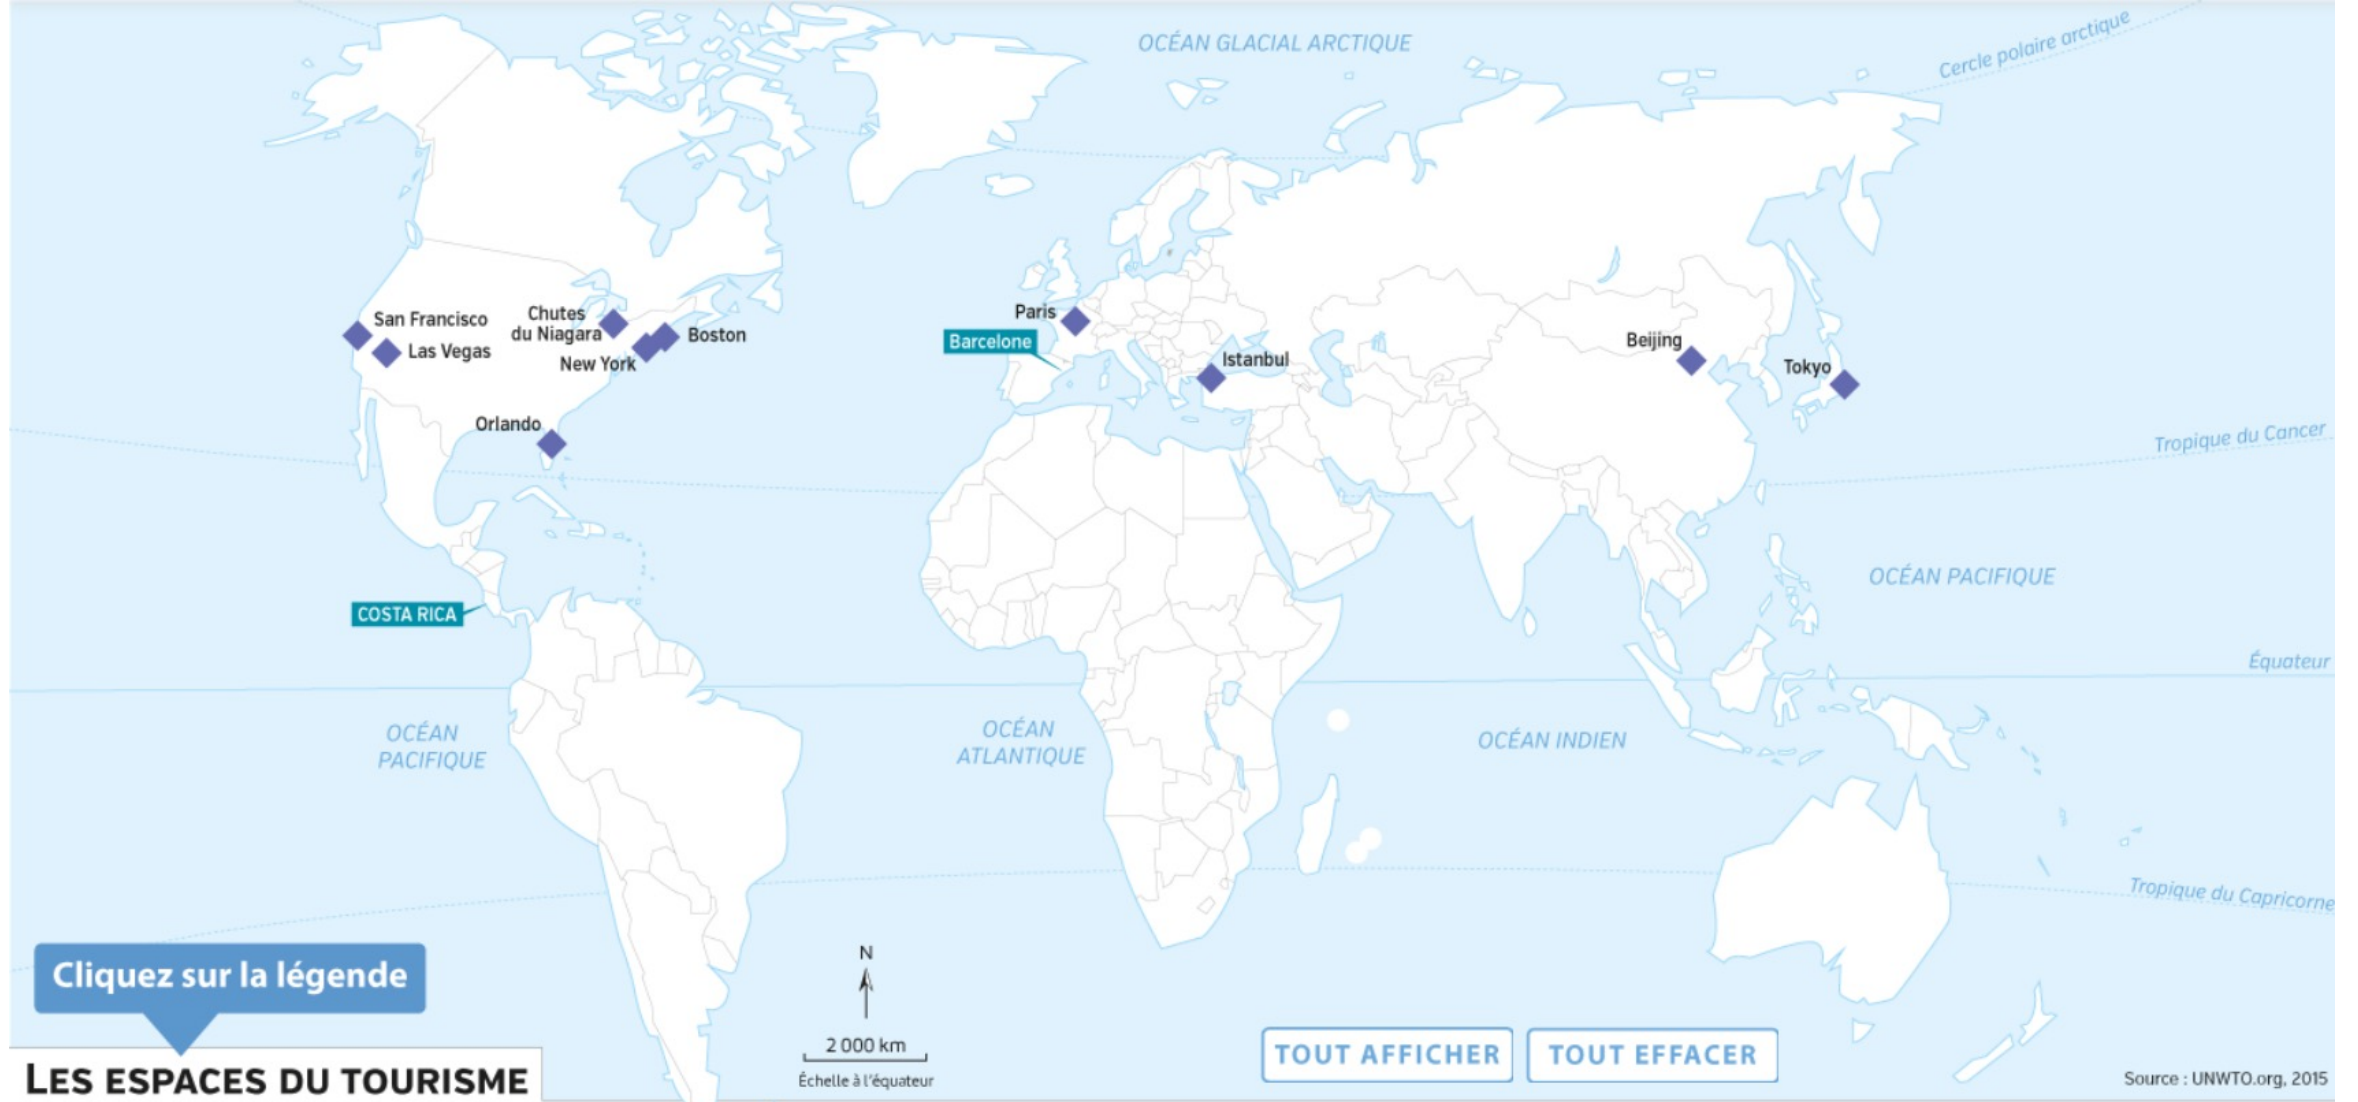 OCÉAN GLACIAL ARCTIQUE
Cercle polaire arctique
San Francisco
Las Vegas
Chutes
du Niagara
New York
Boston
Orlando
Paris
Barcelone
Istanbul
Beijing
Tokyo
Tropique du Cancer
OCÉAN PACIFIQUE
COSTA RICA
Équateur
OCÉAN
PACIFIQUE
OCÉAN
ATLANTIQUE
OCÉAN INDIEN
Tropique du Capricorne
Cliquez sur la légende
N
2 000 km
Échelle à l'équateur
TOUT AFFICHER
TOUT EFFACER
LES ESPACES DU TOURISME
Source : UNWTO.org, 2015